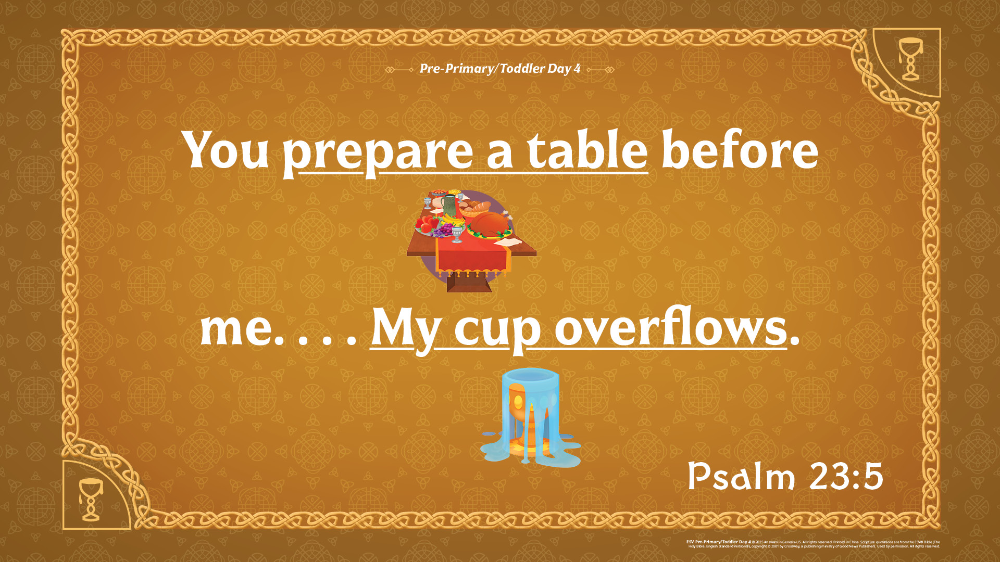 Pre-Primary/Toddler Day 4
You prepare a table before
me. . . . My cup overflows.
Psalm 23:5
ESV Pre-Primary/Toddler Day 4 © 2025 Answers in Genesis–US. All rights reserved. Printed in China. Scripture quotations are from the ESV® Bible (The
Holy Bible, English Standard Version®), copyright © 2001 by Crossway, a publishing ministry of Good News Publishers. Used by permission. All rights reserved.